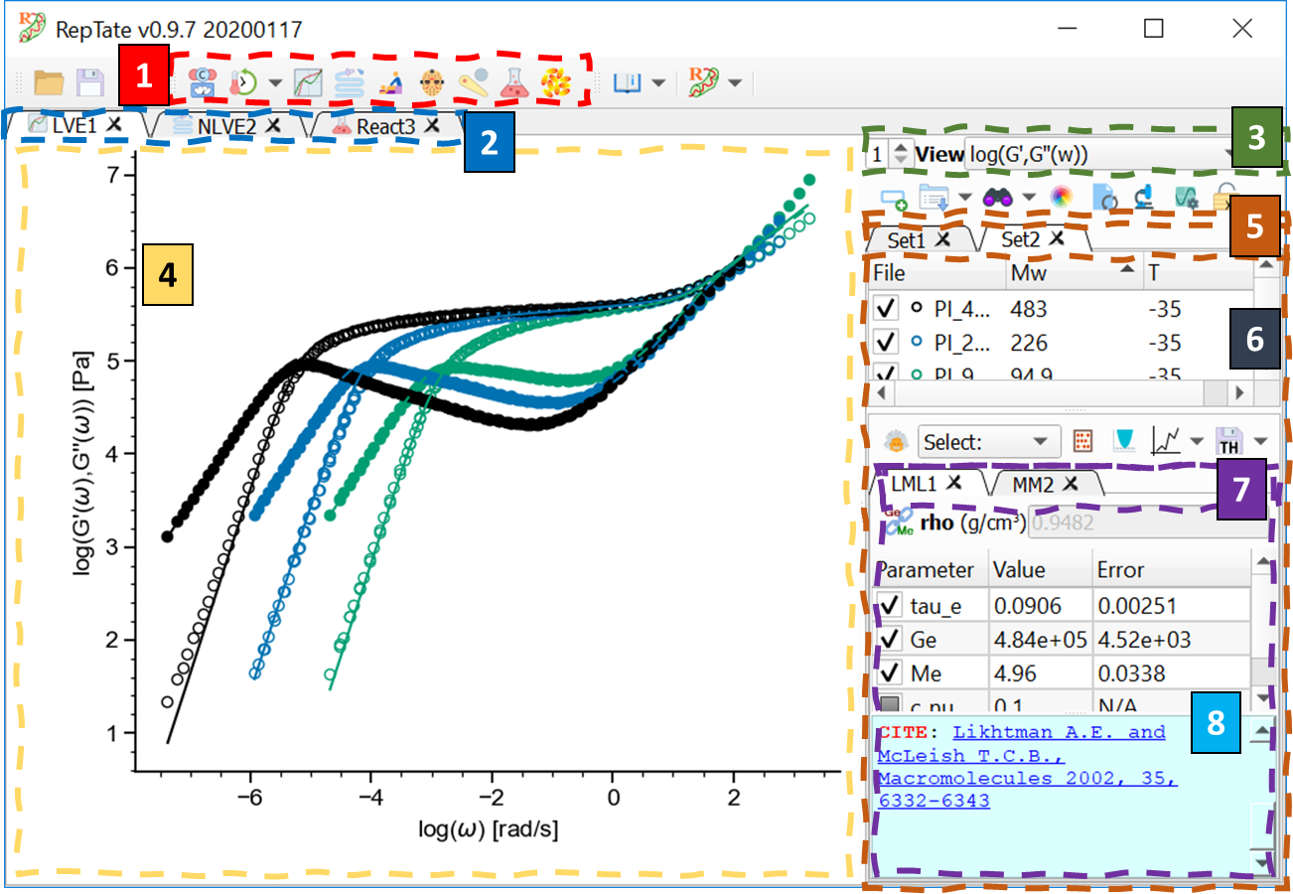 RepTate v0.9.7 20200117
1
LVE1
NLVE2
React3
2
3
1 View log(G',G"(w))
4
5
Set1
Set2
File Mw T
PI_4... 483 -35
PI_2... 226 -35
PI_9 94.9 -35
6
Select:
TH
LML1
MM2
7
Ge
Me
rho (g/cm³) 0.9482
Parameter Value Error
tau_e 0.0906 0.00251
Ge 4.84e+05 4.52e+03
Me 4.96 0.0338
c_nu 0.1 N/A
8
CITE: Likhtman A.E. and
McLeish T.C.B.,
Macromolecules 2002, 35,
6332-6343
log(G'(ω),G"(ω)) [Pa]
7
6
5
4
3
2
1
−6 −4 −2 0 2
log(ω) [rad/s]